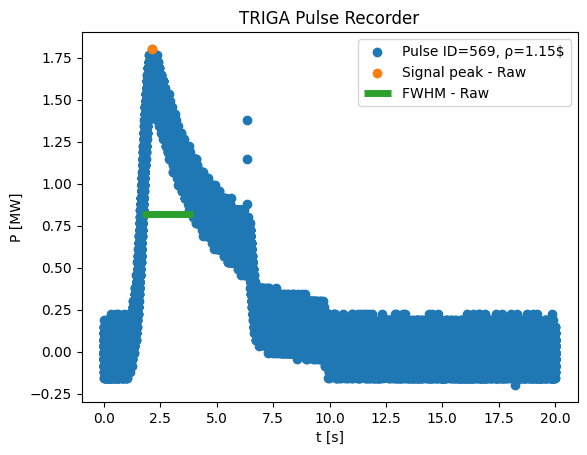 TRIGA Pulse Recorder
Pulse ID=569, ρ=1.15$
Signal peak - Raw
FWHM - Raw
P [MW]
1.75
1.50
1.25
1.00
0.75
0.50
0.25
0.00
−0.25
0.0 2.5 5.0 7.5 10.0 12.5 15.0 17.5 20.0
t [s]